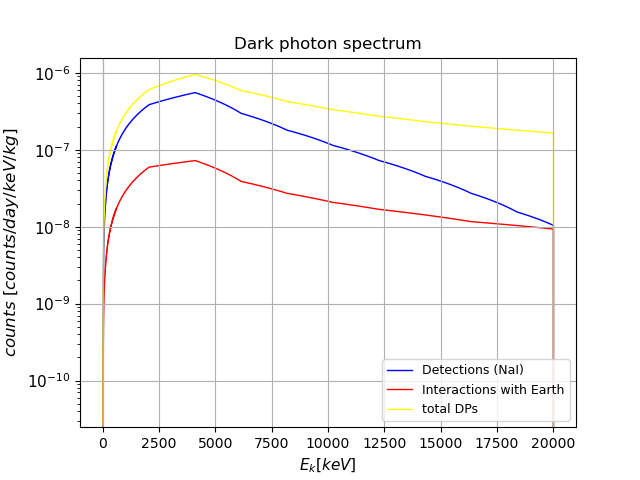 Dark photon spectrum
counts [counts/day/keV/kg]
10⁻⁶
10⁻⁷
10⁻⁸
10⁻⁹
10⁻¹⁰
Detections (NaI)
Interactions with Earth
total DPs
0 2500 5000 7500 10000 12500 15000 17500 20000
Eₖ[keV]